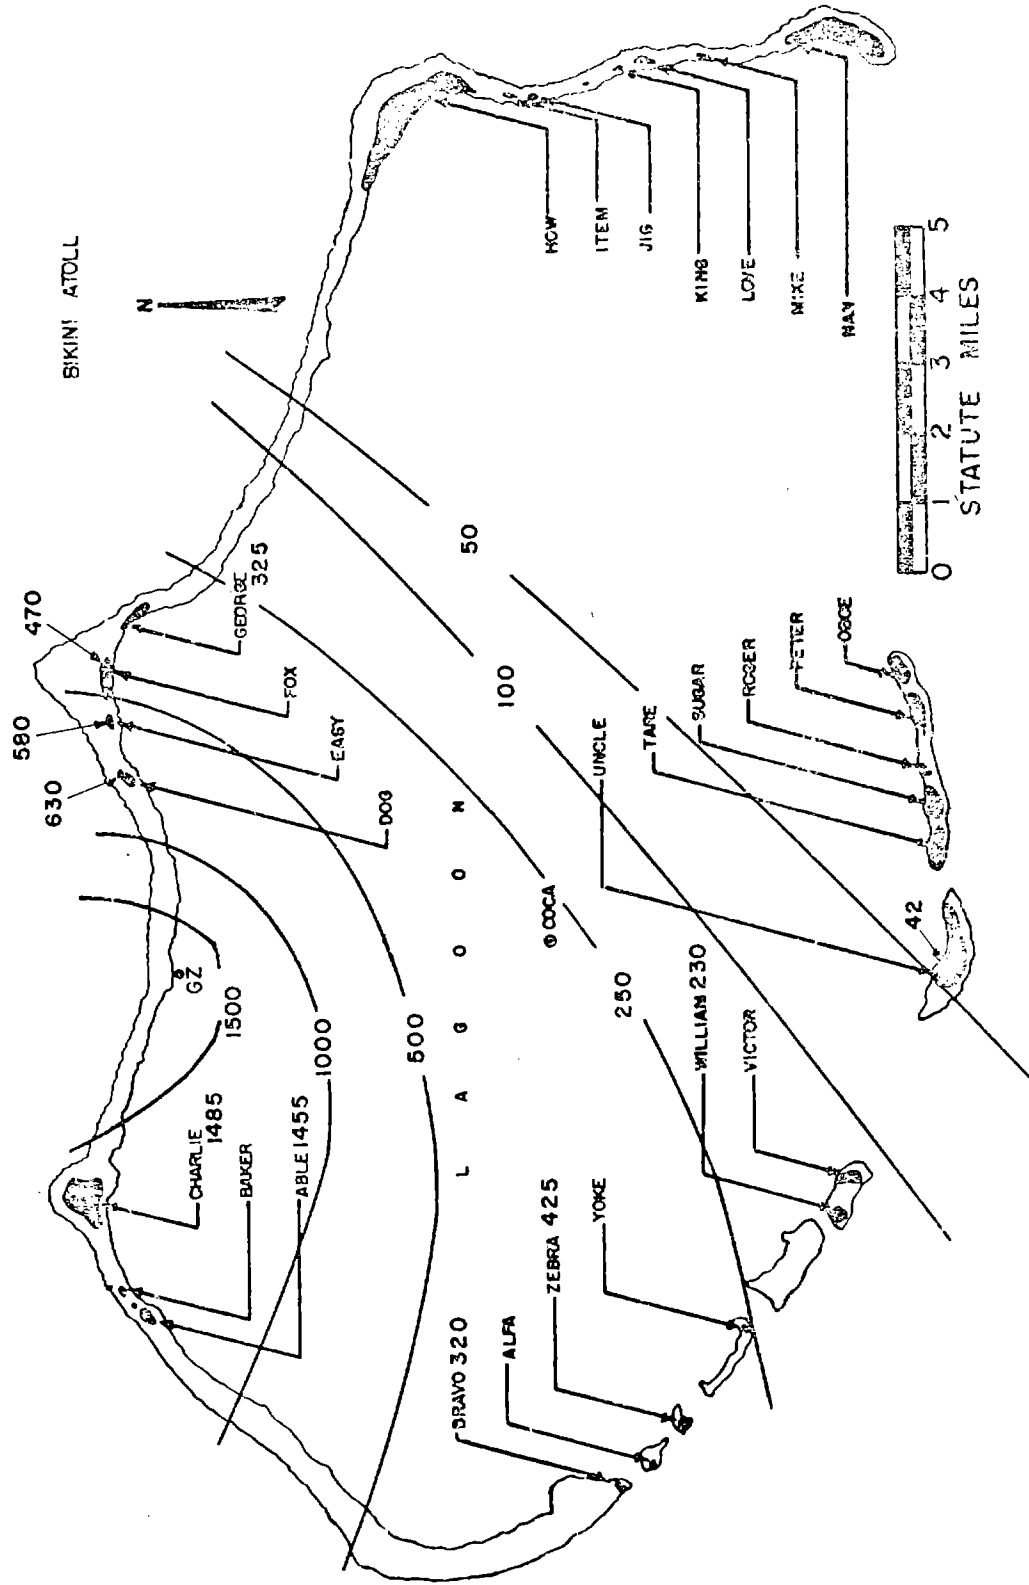 BIKINI ATOLL
N
470
580
630
GEORGE
325
FOX
EASY
DOG
GZ
1500
1000
500
CHARLIE
1485
BAKER
ABLE 1455
LAGOON
COCA
50
100
250
HOW
ITEM
JIG
KING
LOVE
MIKE
NAN
BRAVO 320
ALFA
ZEBRA 425
YOKE
WILLIAM 230
VICTOR
UNCLE
42
TARE
SUGAR
ROGER
PETER
OBOE
0 1 2 3 4 5
STATUTE MILES